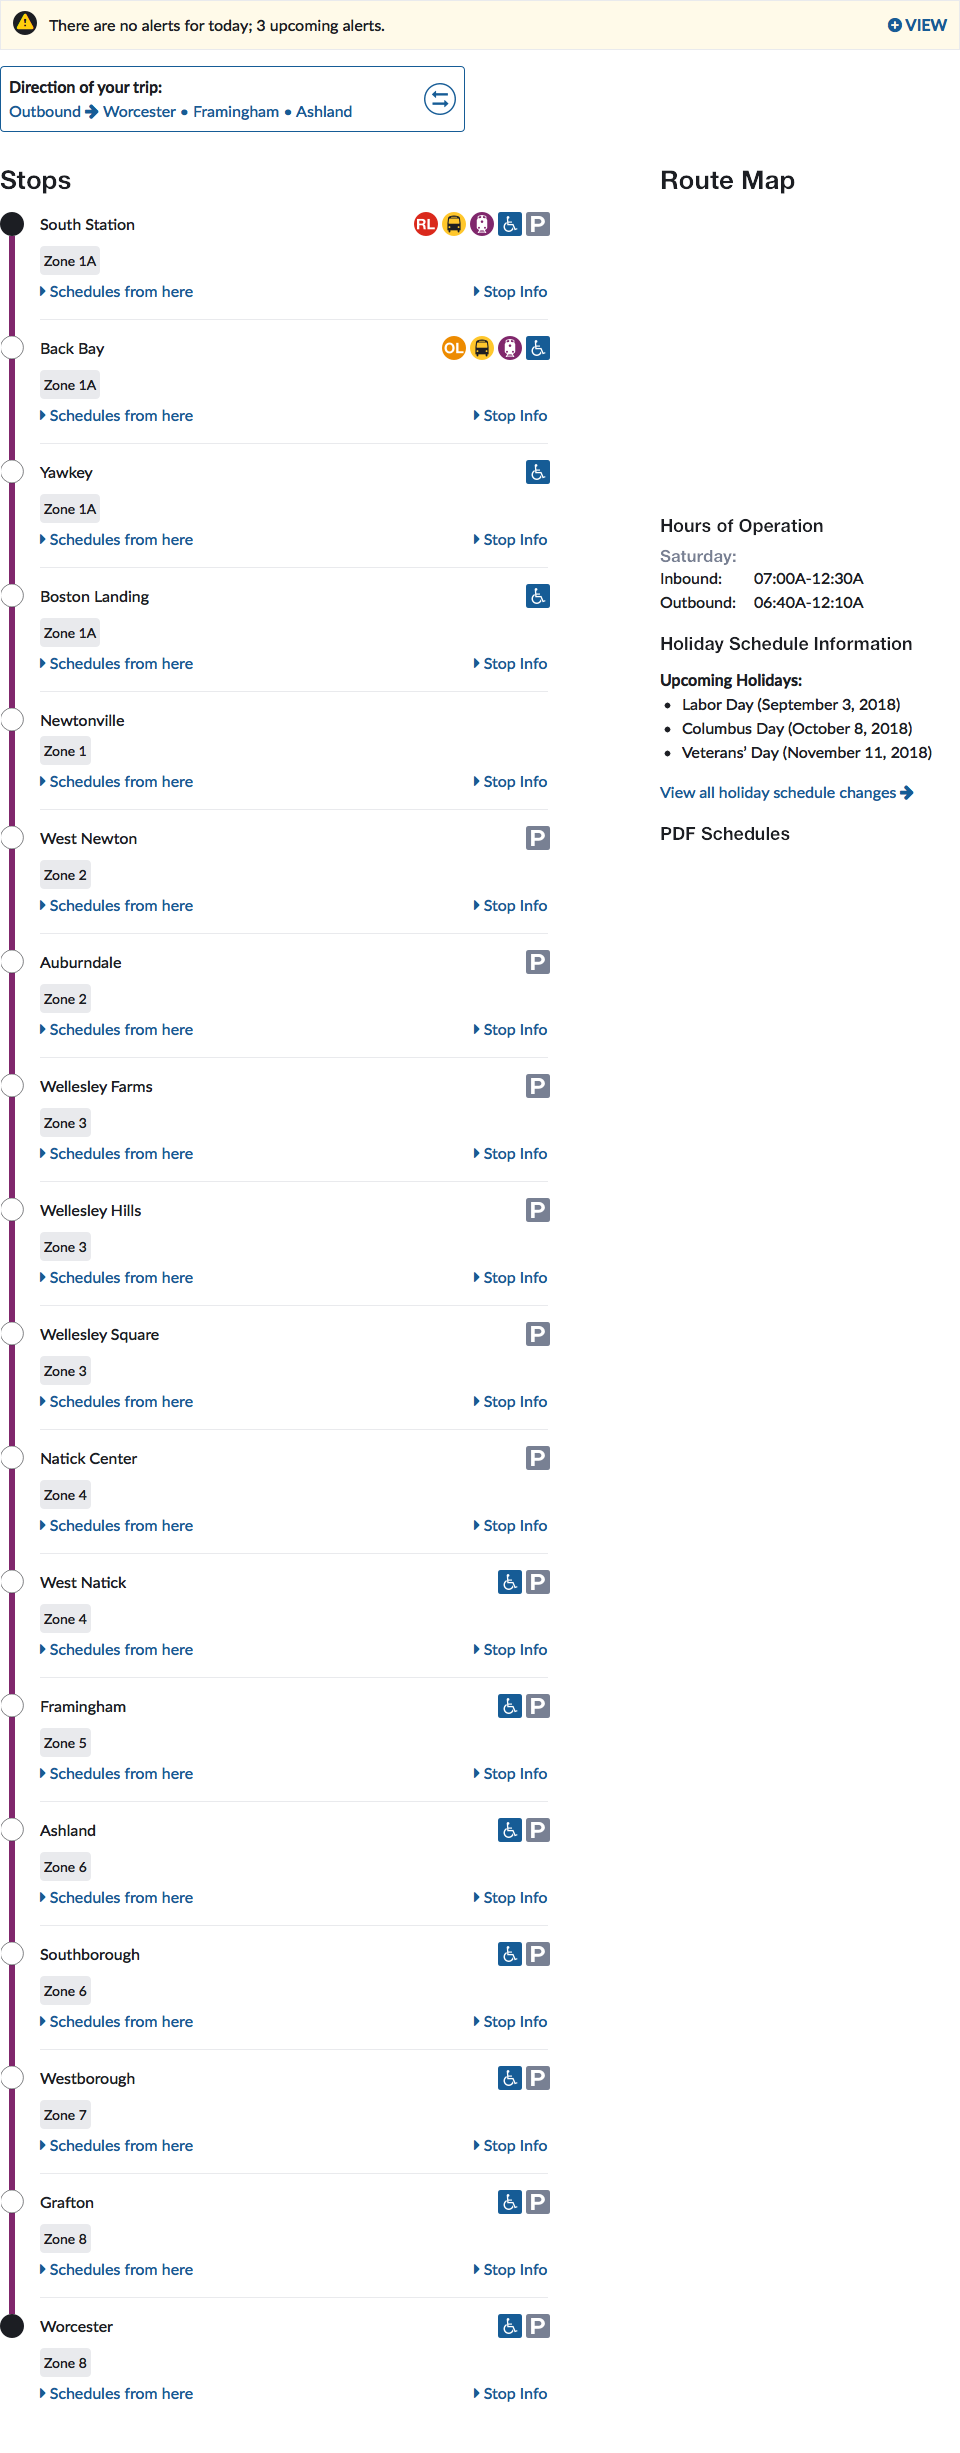 There are no alerts for today; 3 upcoming alerts.
VIEW
Direction of your trip:
Outbound Worcester • Framingham • Ashland
Stops
South Station
RL
P
Zone 1A
Schedules from here
Stop Info
Back Bay
OL
Zone 1A
Schedules from here
Stop Info
Yawkey
Zone 1A
Schedules from here
Stop Info
Boston Landing
Zone 1A
Schedules from here
Stop Info
Newtonville
Zone 1
Schedules from here
Stop Info
West Newton
P
Zone 2
Schedules from here
Stop Info
Auburndale
P
Zone 2
Schedules from here
Stop Info
Wellesley Farms
P
Zone 3
Schedules from here
Stop Info
Wellesley Hills
P
Zone 3
Schedules from here
Stop Info
Wellesley Square
P
Zone 3
Schedules from here
Stop Info
Natick Center
P
Zone 4
Schedules from here
Stop Info
West Natick
P
Zone 4
Schedules from here
Stop Info
Framingham
P
Zone 5
Schedules from here
Stop Info
Ashland
P
Zone 6
Schedules from here
Stop Info
Southborough
P
Zone 6
Schedules from here
Stop Info
Westborough
P
Zone 7
Schedules from here
Stop Info
Grafton
P
Zone 8
Schedules from here
Stop Info
Worcester
P
Zone 8
Schedules from here
Stop Info
Route Map
Hours of Operation
Saturday:
Inbound: 07:00A-12:30A
Outbound: 06:40A-12:10A
Holiday Schedule Information
Upcoming Holidays:
• Labor Day (September 3, 2018)
• Columbus Day (October 8, 2018)
• Veterans’ Day (November 11, 2018)
View all holiday schedule changes
PDF Schedules